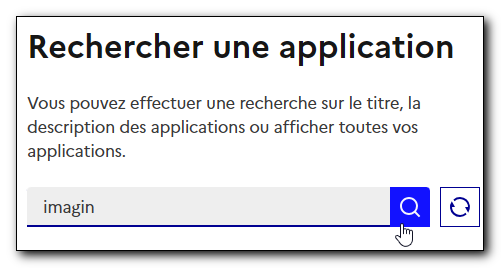 Rechercher une application
Vous pouvez effectuer une recherche sur le titre, la
description des applications ou afficher toutes vos
applications.
imagin